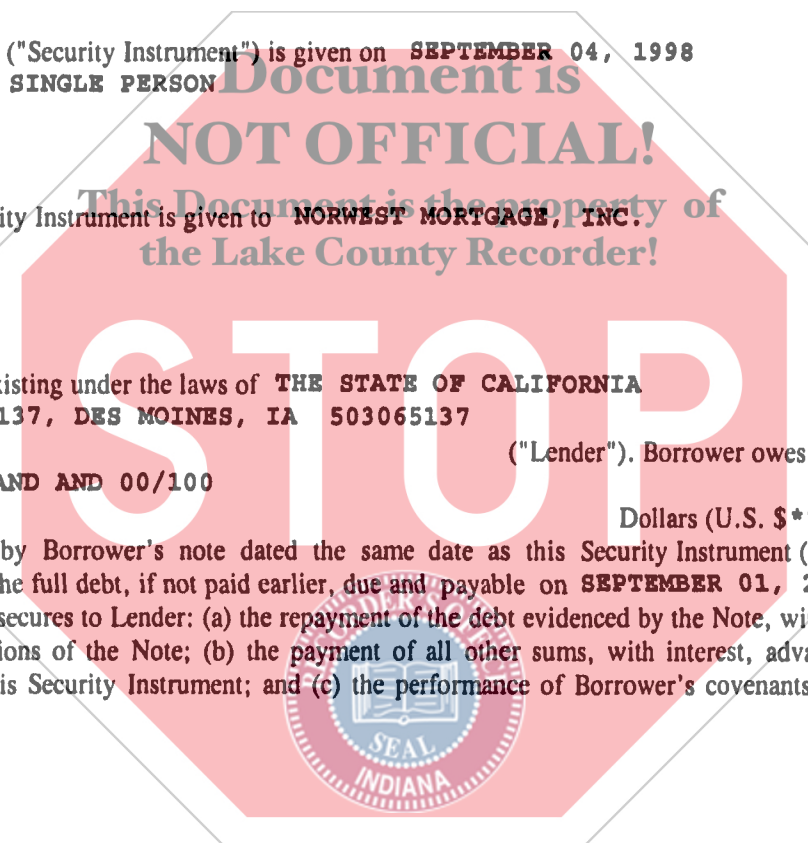 ("Security Instrument") is given on SEPTEMBER 04, 1998
SINGLE PERSON
Document is
NOT OFFICIAL!
This Document is the property of
the Lake County Recorder!
ity Instrument is given to NORWEST MORTGAGE, INC.
STOP
xisting under the laws of THE STATE OF CALIFORNIA
137, DES MOINES, IA 503065137
("Lender"). Borrower owes
AND AND 00/100
Dollars (U.S. $*
by Borrower's note dated the same date as this Security Instrument (
he full debt, if not paid earlier, due and payable on SEPTEMBER 01, 2
secures to Lender: (a) the repayment of the debt evidenced by the Note, wi
ions of the Note; (b) the payment of all other sums, with interest, adva
is Security Instrument; and (c) the performance of Borrower's covenants
SEAL
INDIANA